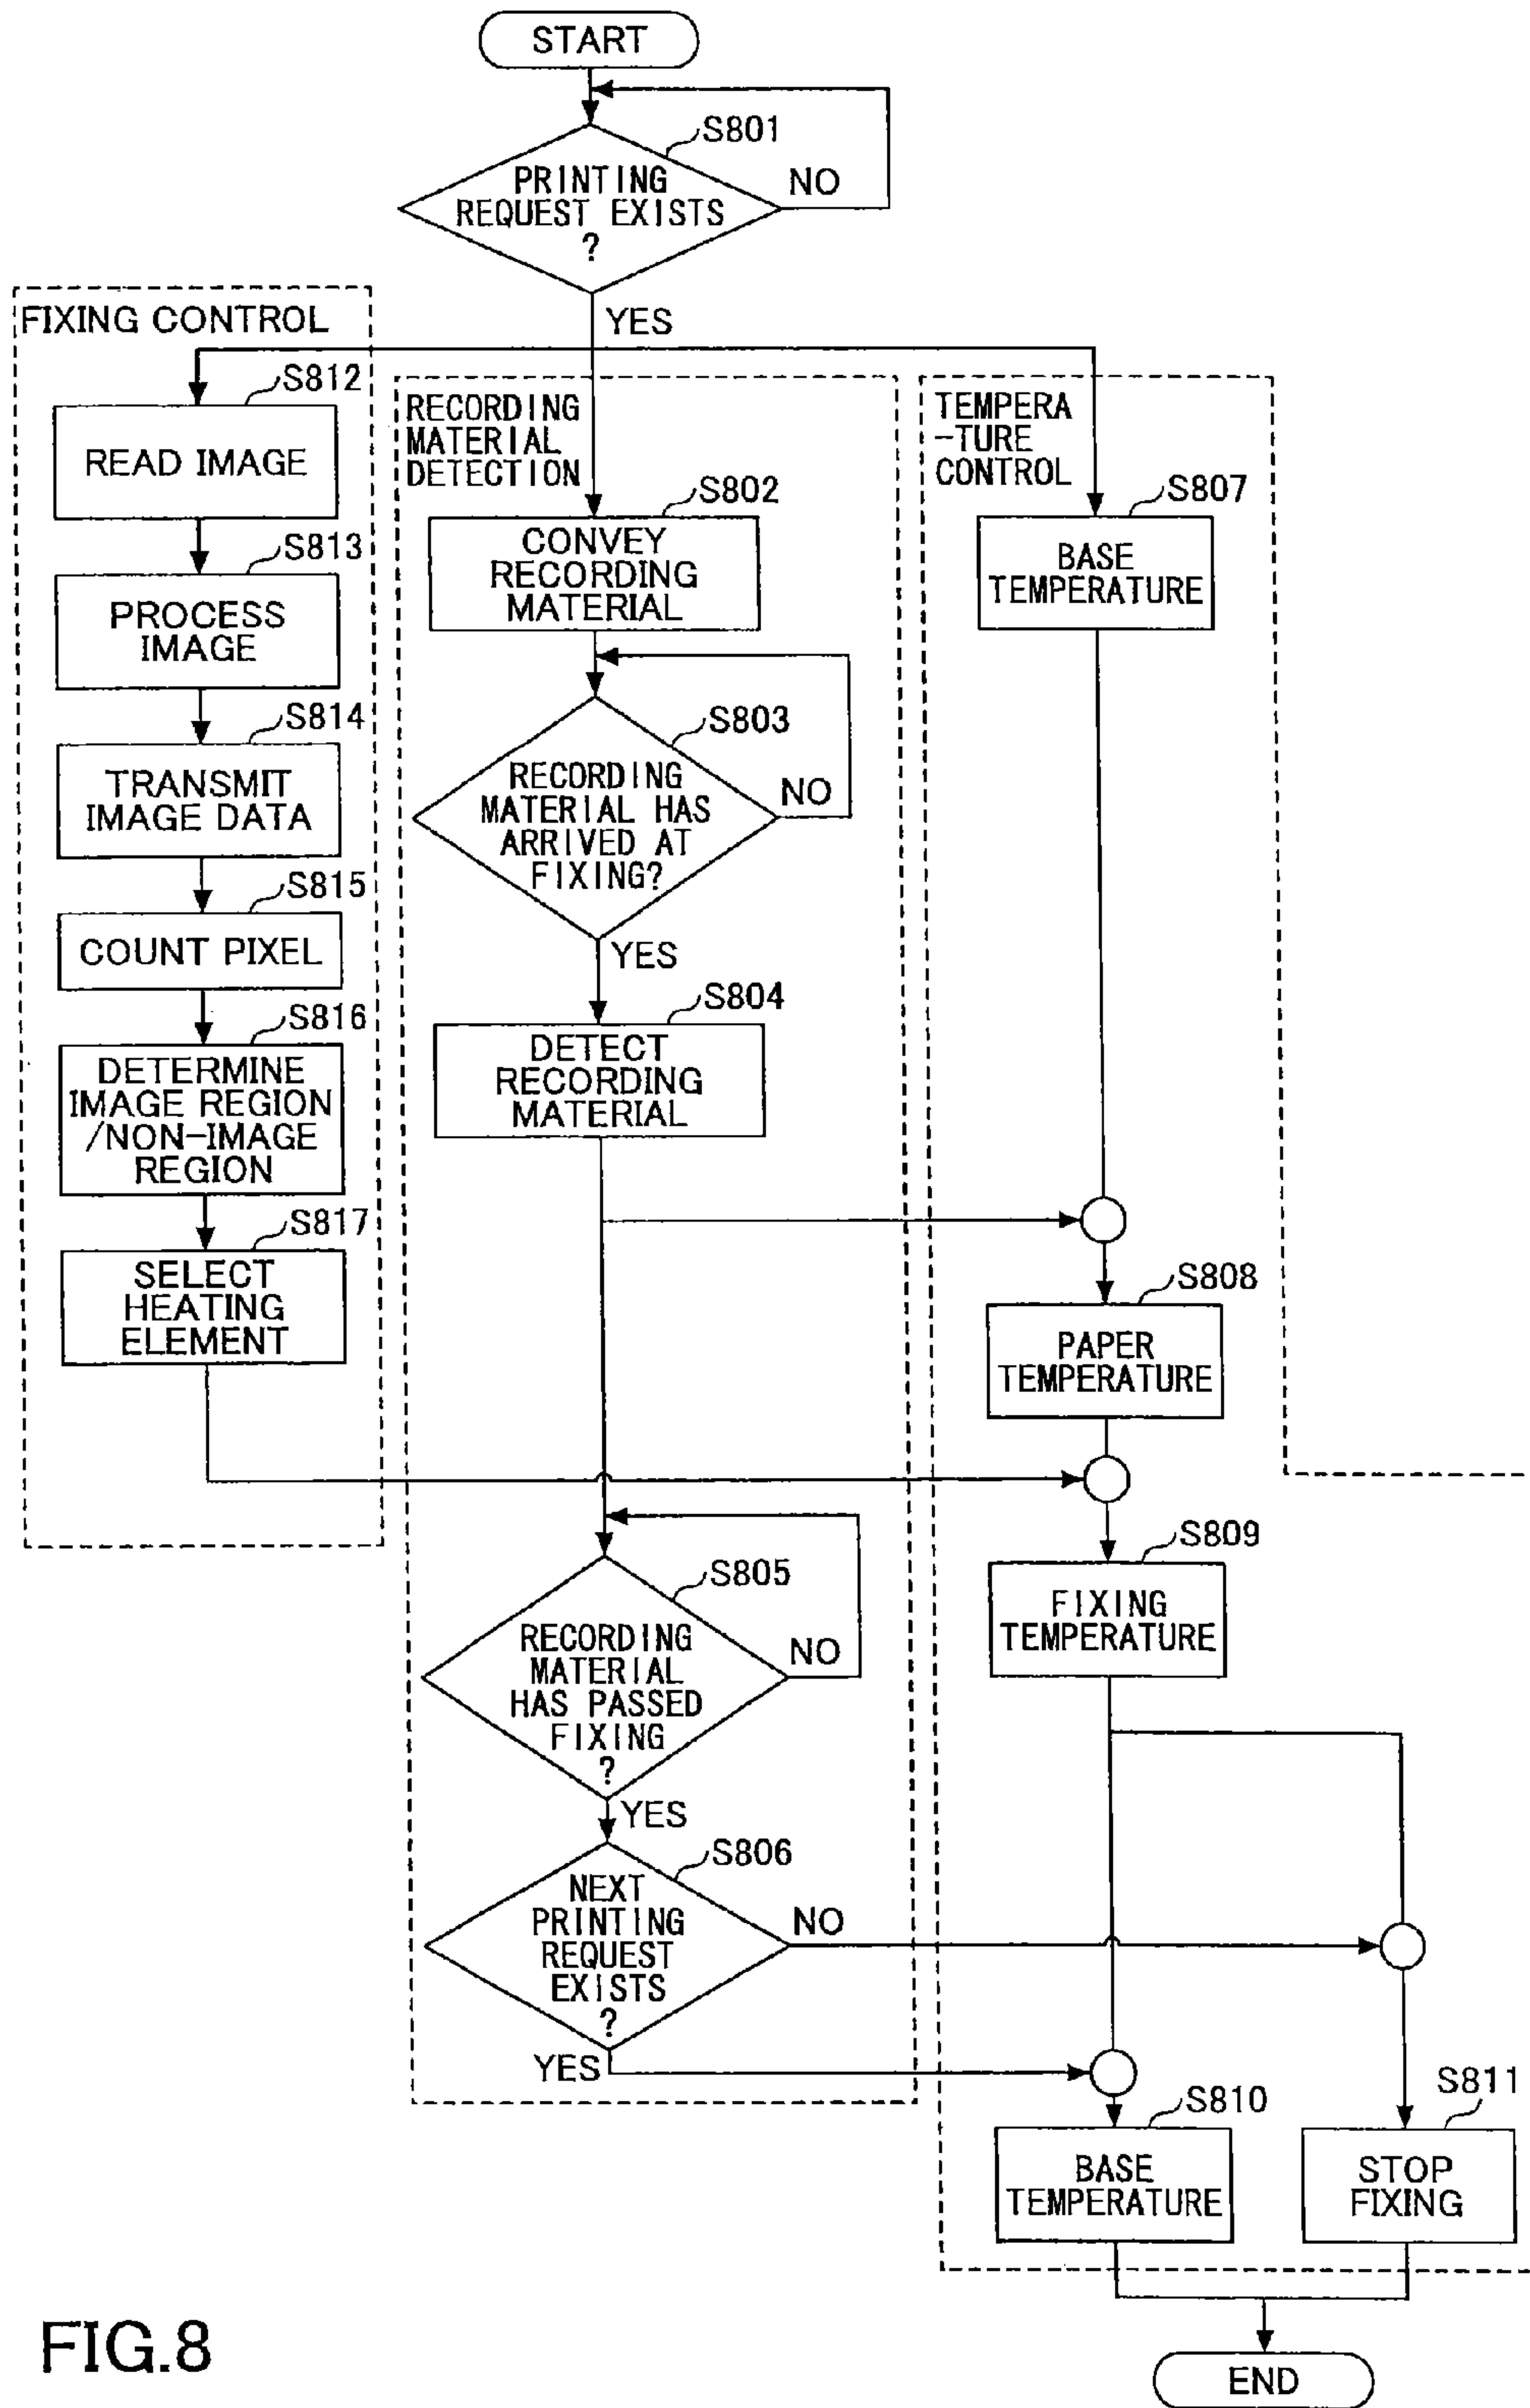 START
S801
PRINTING
REQUEST EXISTS
?
NO
YES
FIXING CONTROL
S812
READ IMAGE
S813
PROCESS
IMAGE
S814
TRANSMIT
IMAGE DATA
S815
COUNT PIXEL
S816
DETERMINE
IMAGE REGION
/NON-IMAGE
REGION
S817
SELECT
HEATING
ELEMENT
RECORDING
MATERIAL
DETECTION
S802
CONVEY
RECORDING
MATERIAL
S803
RECORDING
MATERIAL HAS
ARRIVED AT
FIXING?
NO
YES
S804
DETECT
RECORDING
MATERIAL
S805
RECORDING
MATERIAL
HAS PASSED
FIXING
?
NO
YES
S806
NEXT
PRINTING
REQUEST
EXISTS
?
NO
YES
TEMPERA
-TURE
CONTROL
S807
BASE
TEMPERATURE
S808
PAPER
TEMPERATURE
S809
FIXING
TEMPERATURE
S810
BASE
TEMPERATURE
S811
STOP
FIXING
END
FIG.8